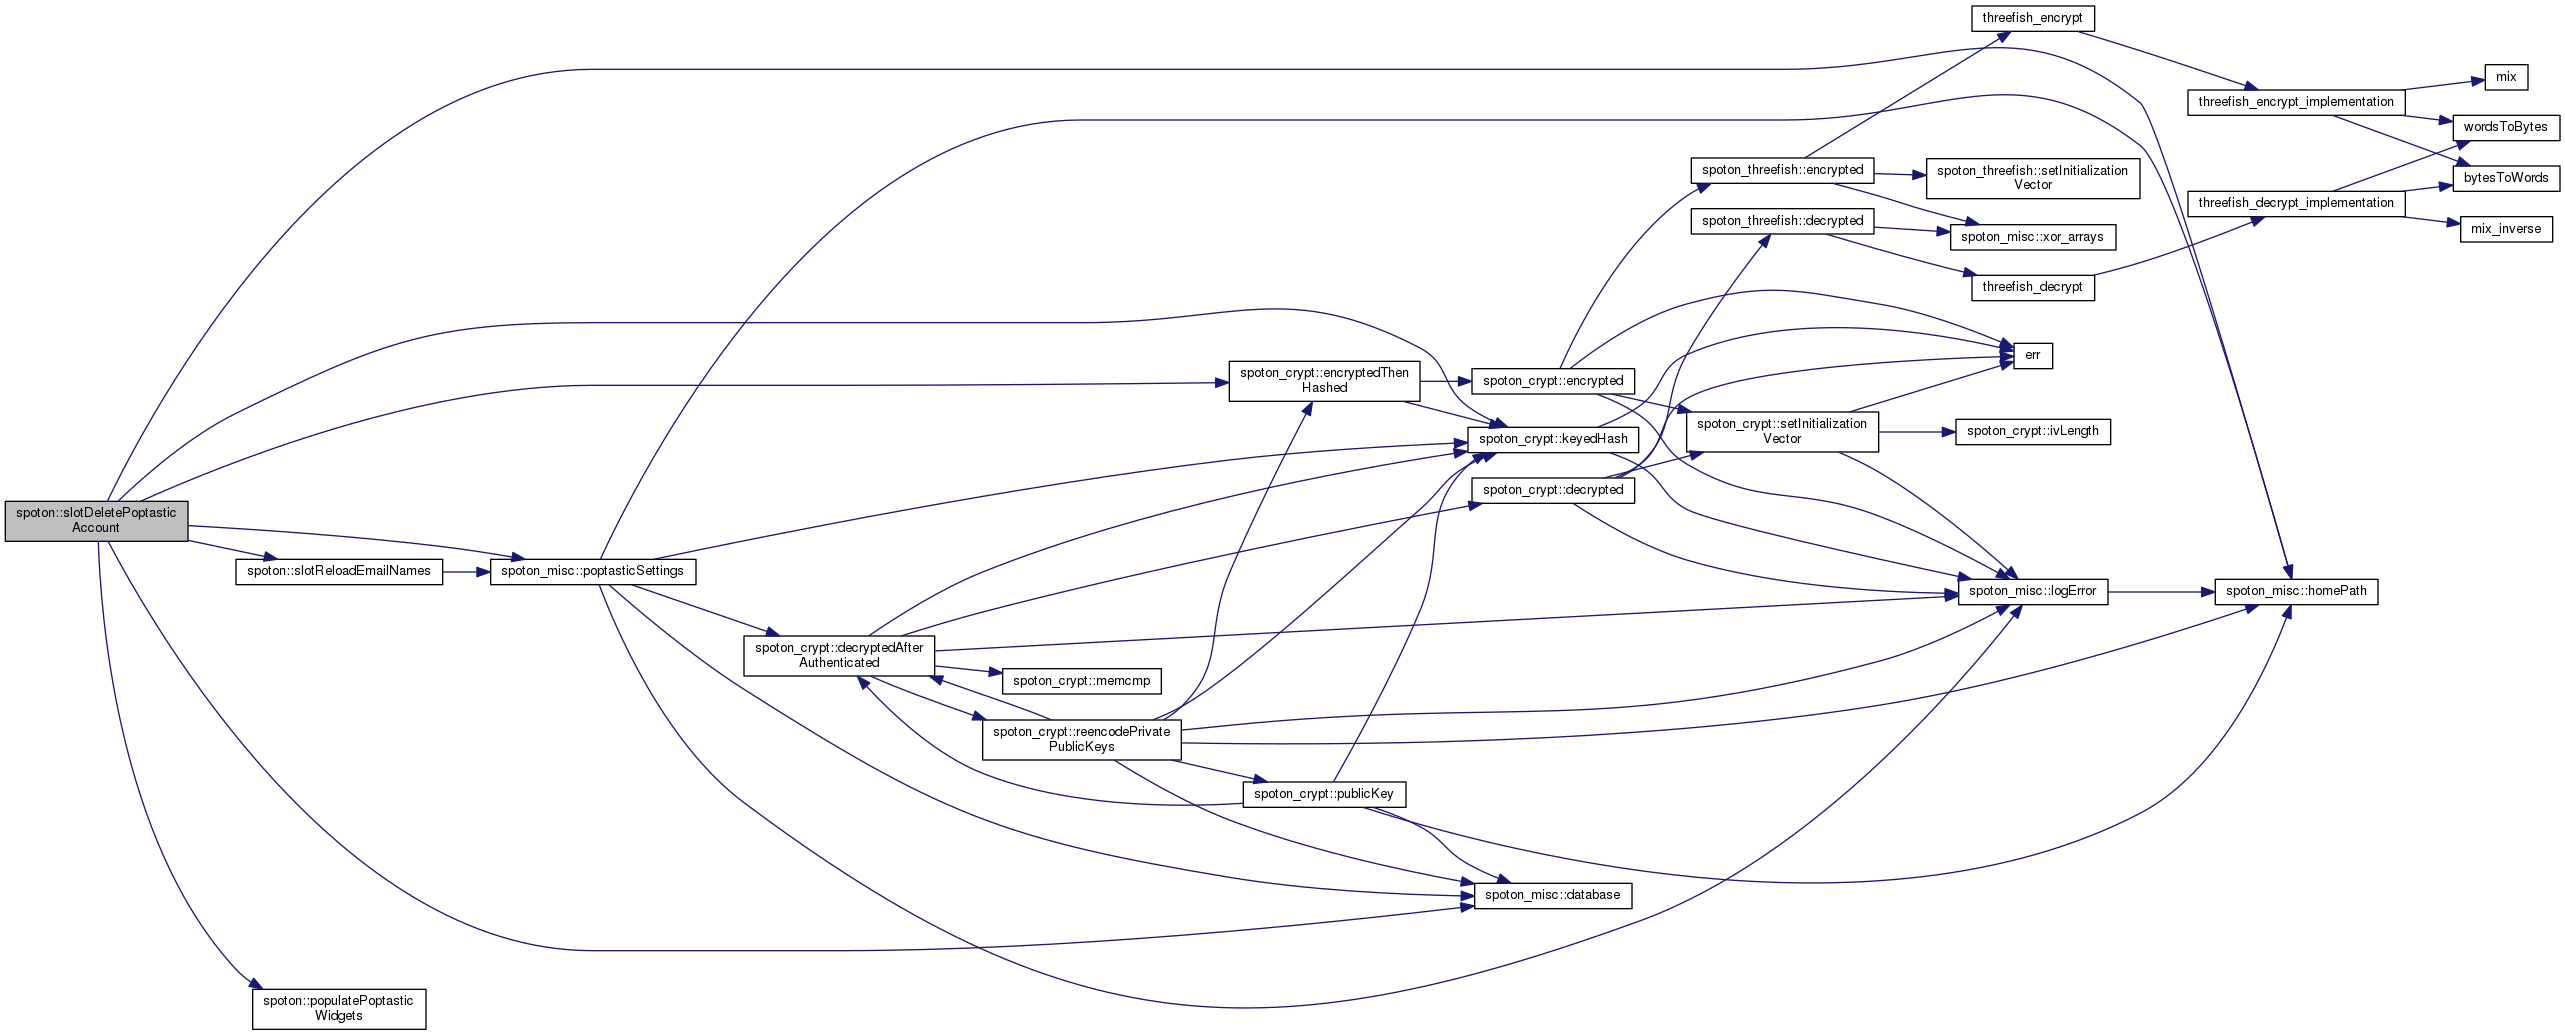 threefish_encrypt
mix
threefish_encrypt_implementation
wordsToBytes
spoton_threefish::encrypted
spoton_threefish::setInitialization
Vector
bytesToWords
threefish_decrypt_implementation
spoton_threefish::decrypted
mix_inverse
spoton_misc::xor_arrays
threefish_decrypt
err
spoton_crypt::encryptedThen
Hashed
spoton_crypt::encrypted
spoton_crypt::setInitialization
Vector
spoton_crypt::ivLength
spoton_crypt::keyedHash
spoton_crypt::decrypted
spoton::slotDeletePoptastic
Account
spoton::slotReloadEmailNames
spoton_misc::poptasticSettings
spoton_misc::logError
spoton_misc::homePath
spoton_crypt::decryptedAfter
Authenticated
spoton_crypt::memcmp
spoton_crypt::reencodePrivate
PublicKeys
spoton_crypt::publicKey
spoton_misc::database
spoton::populatePoptastic
Widgets